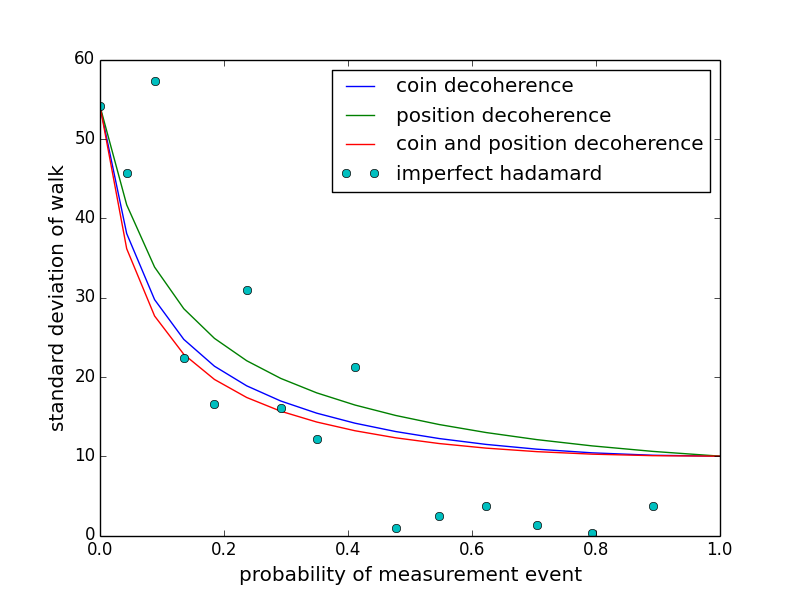 60
50
40
30
20
10
0
standard deviation of walk
coin decoherence
position decoherence
coin and position decoherence
imperfect hadamard
0.0 0.2 0.4 0.6 0.8 1.0
probability of measurement event